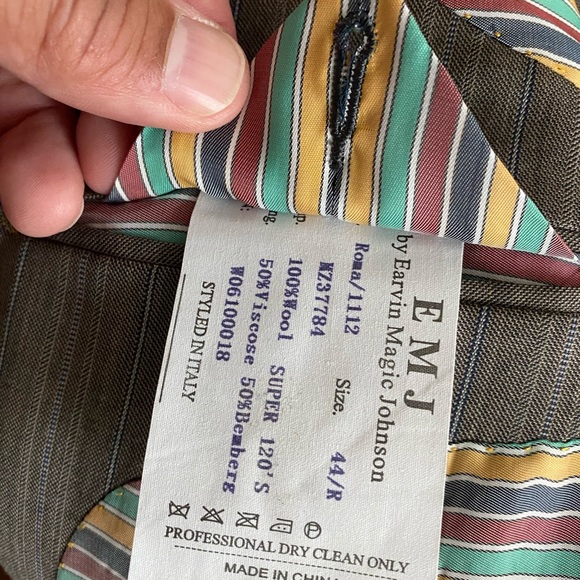 E M J
by Earvin Magic Johnson
Roma/1112
MZ37784 Size. 44/R
p. 100%Wool SUPER 120'S
ng. 50%Viscose 50%Bemberg
W06100018
STYLED IN ITALY
PROFESSIONAL DRY CLEAN ONLY
MADE IN CHINA